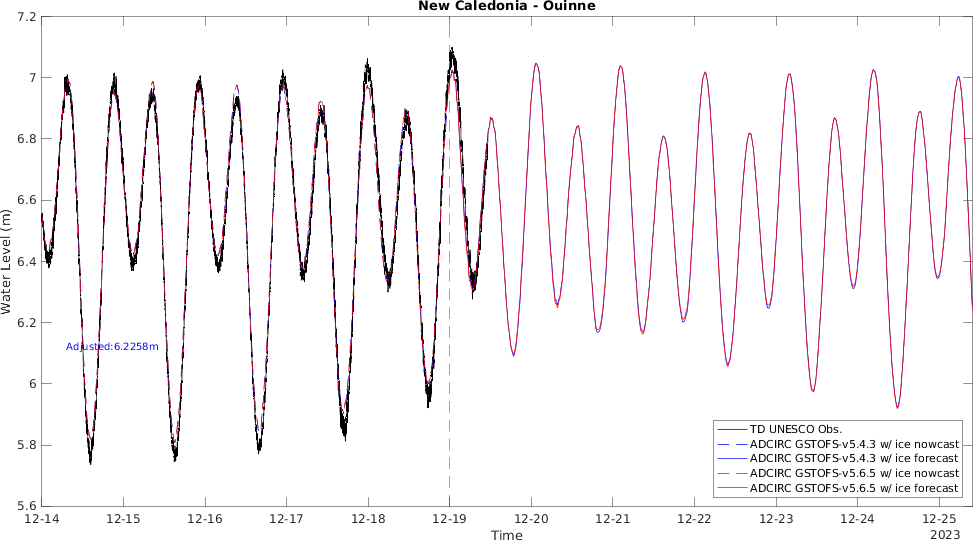 New Caledonia - Ouinne
7.2
7
6.8
6.6
6.4
6.2
6
5.8
5.6
Water Level (m)
Adjusted:6.2258m
TD UNESCO Obs.
ADCIRC GSTOFS-v5.4.3 w/ ice nowcast
ADCIRC GSTOFS-v5.4.3 w/ ice forecast
ADCIRC GSTOFS-v5.6.5 w/ ice nowcast
ADCIRC GSTOFS-v5.6.5 w/ ice forecast
12-14 12-15 12-16 12-17 12-18 12-19 12-20 12-21 12-22 12-23 12-24 12-25
Time
2023